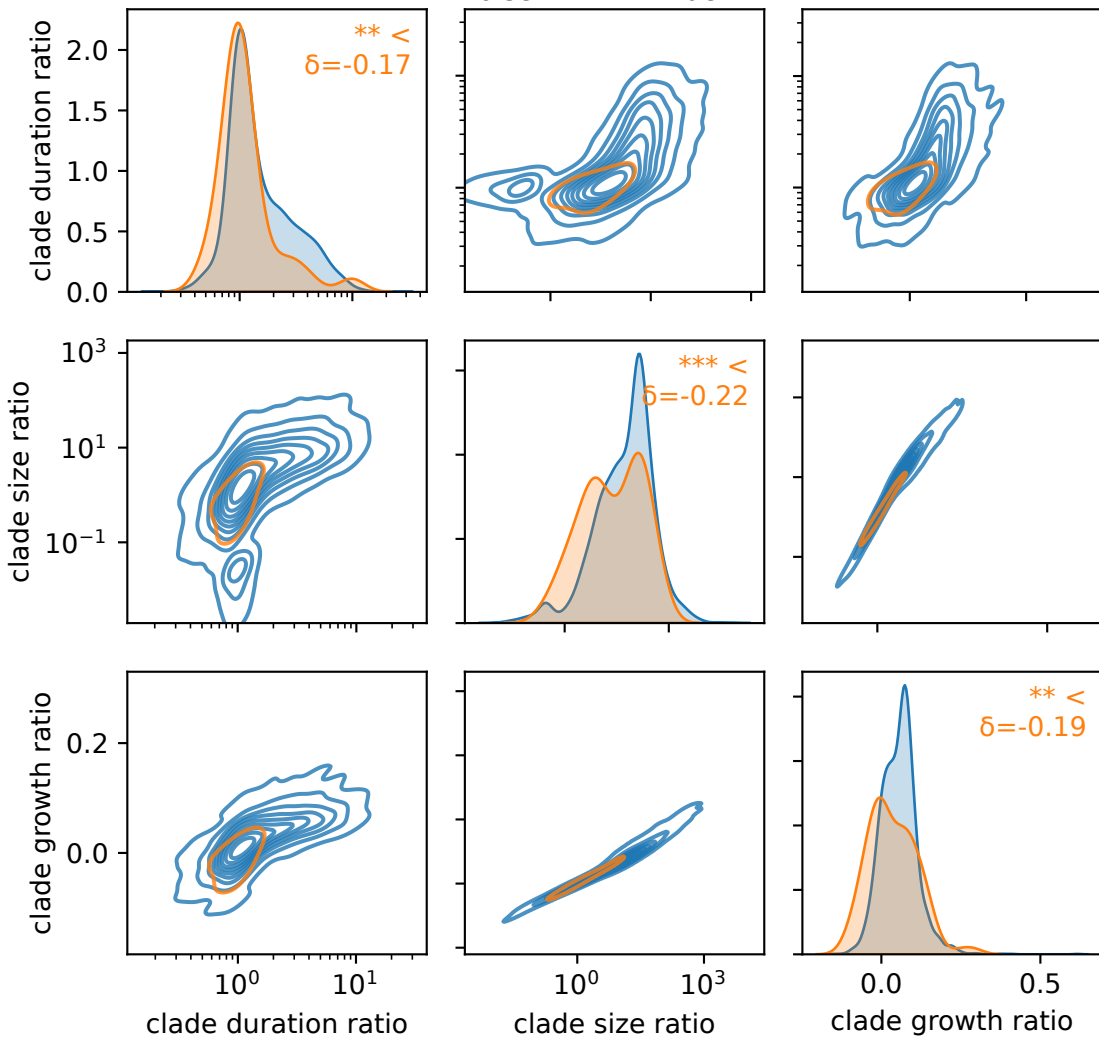 clade duration ratio
2.0
1.5
1.0
0.5
0.0
** <
δ=-0.17
clade size ratio
10³
10¹
10⁻¹
*** <
δ=-0.22
clade growth ratio
0.2
0.0
** <
δ=-0.19
10⁰ 10¹
10⁰ 10³
0.0 0.5
clade duration ratio
clade size ratio
clade growth ratio